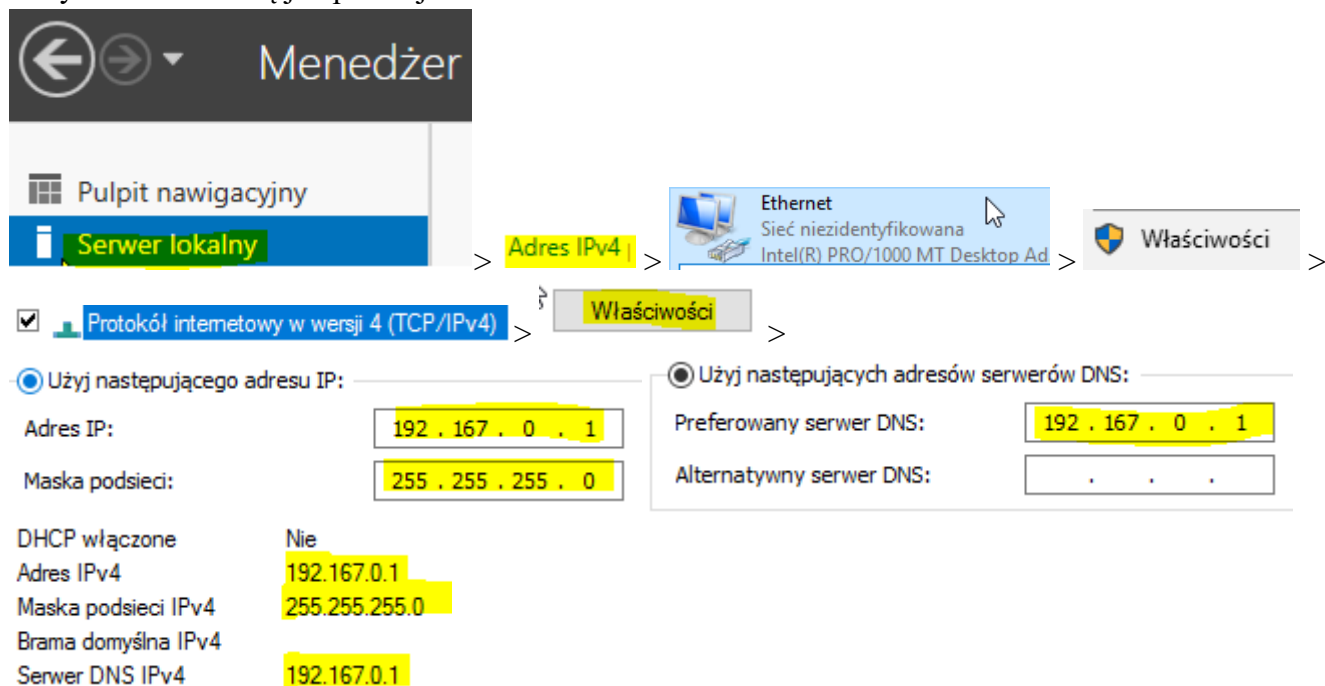 Menedżer
Pulpit nawigacyjny
Serwer lokalny
> Adres IPv4 >
Ethernet
Sieć niezidentyfikowana
Intel(R) PRO/1000 MT Desktop Ad
> Właściwości >
Protokół internetowy w wersji 4 (TCP/IPv4) > Właściwości >
Użyj następującego adresu IP:
Adres IP: 192 . 167 . 0 . 1
Maska podsieci: 255 . 255 . 255 . 0
Użyj następujących adresów serwerów DNS:
Preferowany serwer DNS: 192 . 167 . 0 . 1
Alternatywny serwer DNS: . . .
DHCP włączone Nie
Adres IPv4 192.167.0.1
Maska podsieci IPv4 255.255.255.0
Brama domyślna IPv4
Serwer DNS IPv4 192.167.0.1